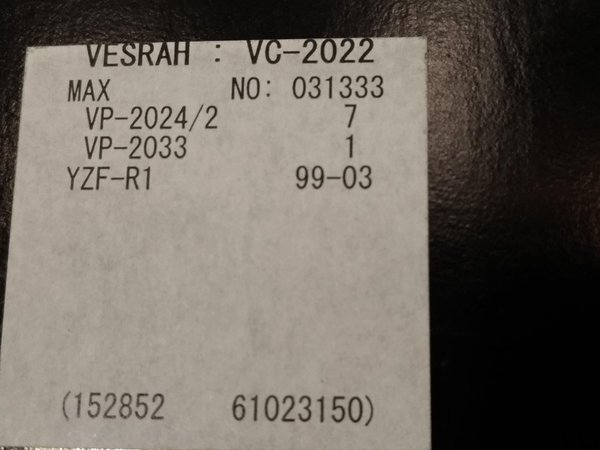 VESRAH : VC-2022
MAX NO: 031333
VP-2024/2 7
VP-2033 1
YZF-R1 99-03
(152852 61023150)